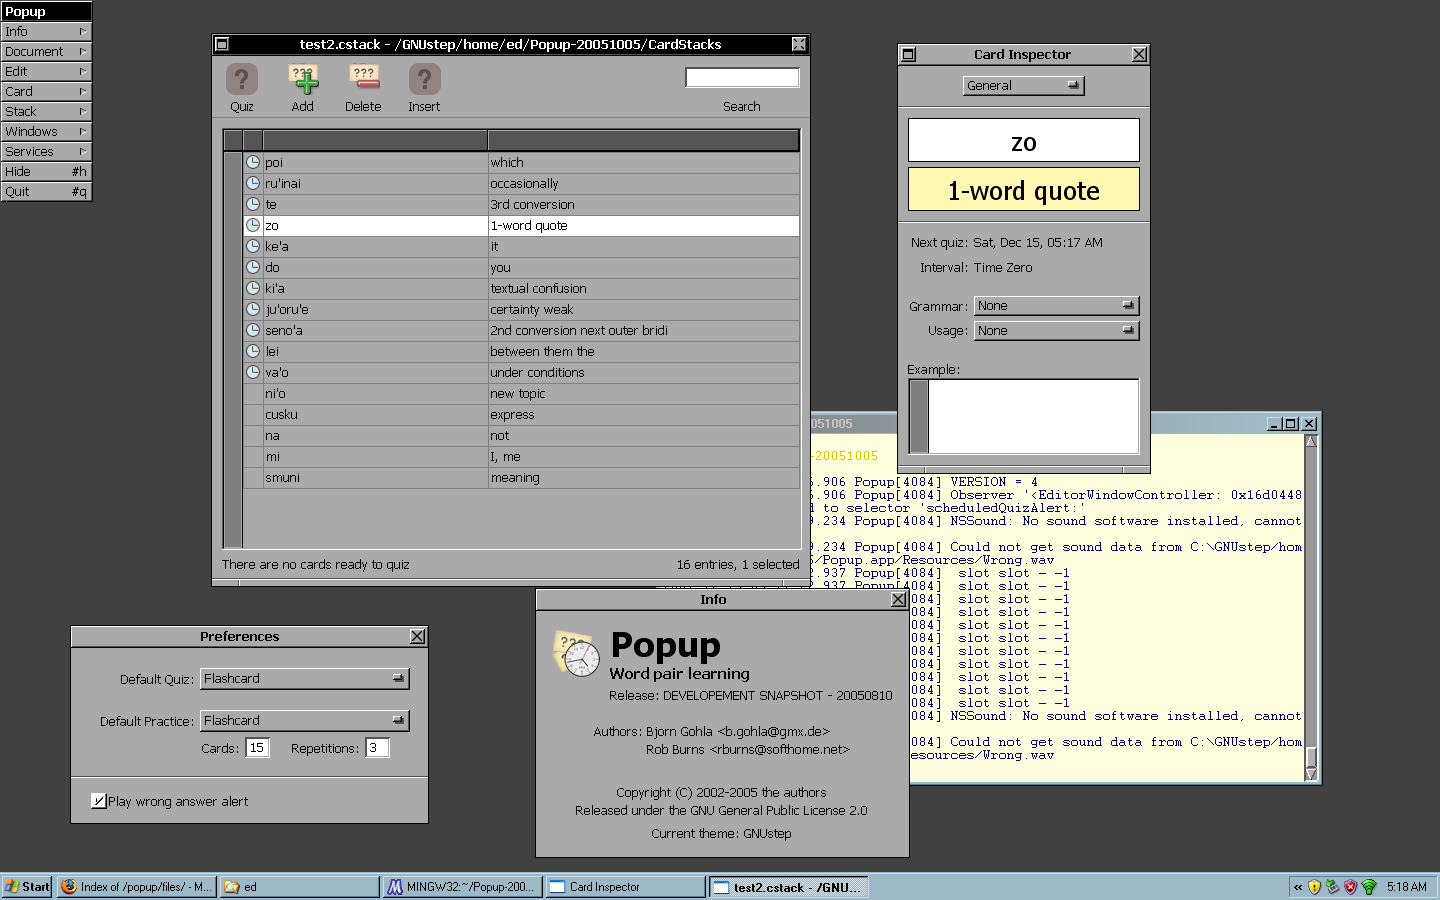 Popup
Info
Document
Edit
Card
Stack
Windows
Services
Hide #h
Quit #q
test2.cstack - /GNUstep/home/ed/Popup-20051005/CardStacks
Quiz Add Delete Insert Search
poi which
ru'inai occasionally
te 3rd conversion
zo 1-word quote
ke'a it
do you
ki'a textual confusion
ju'oru'e certainty weak
seno'a 2nd conversion next outer bridi
lei between them the
va'o under conditions
ni'o new topic
cusku express
na not
mi I, me
smuni meaning
There are no cards ready to quiz 16 entries, 1 selected
Card Inspector
General
zo
1-word quote
Next quiz: Sat, Dec 15, 05:17 AM
Interval: Time Zero
Grammar: None
Usage: None
Example:
051005
-20051005
.906 Popup[4084] VERSION = 4
.906 Popup[4084] Observer '<EditorWindowController: 0x16d0448
to selector 'scheduledQuizAlert:'
.234 Popup[4084] NSSound: No sound software installed, cannot
.234 Popup[4084] Could not get sound data from C:\GNUstep/hom
/Popup.app/Resources/Wrong.wav
.937 Popup[4084] slot slot - -1
.937 Popup[4084] slot slot - -1
084] slot slot - -1
084] slot slot - -1
084] slot slot - -1
084] slot slot - -1
084] slot slot - -1
084] slot slot - -1
084] slot slot - -1
084] slot slot - -1
084] slot slot - -1
084] NSSound: No sound software installed, cannot
084] Could not get sound data from C:\GNUstep/hom
esources/Wrong.wav
Info
Popup
Word pair learning
Release: DEVELOPEMENT SNAPSHOT - 20050810
Authors: Bjorn Gohla <b.gohla@gmx.de>
Rob Burns <rburns@softhome.net>
Copyright (C) 2002-2005 the authors
Released under the GNU General Public License 2.0
Current theme: GNUstep
Preferences
Default Quiz: Flashcard
Default Practice: Flashcard
Cards: 15 Repetitions: 3
Play wrong answer alert
Start
Index of /popup/files/ - M...
ed
MINGW32:~/Popup-200...
Card Inspector
test2.cstack - /GNU...
5:18 AM